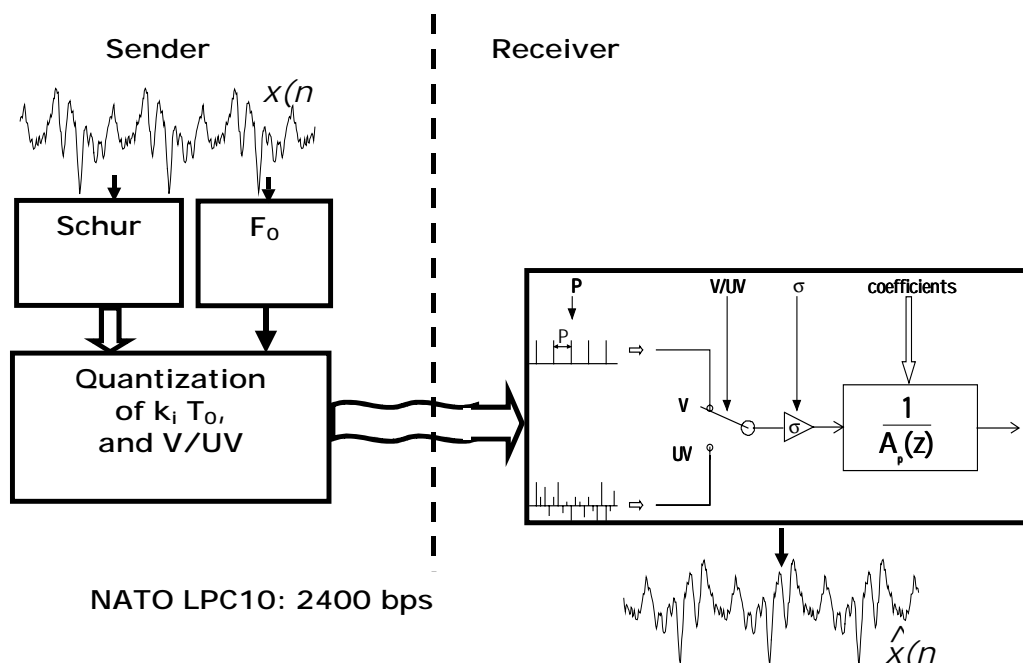 Sender
Receiver
x(n
Schur
F₀
Quantization
of kᵢ T₀,
and V/UV
P
V/UV
σ
coefficients
P
V
UV
σ
1
Aₚ(z)
NATO LPC10: 2400 bps
x̂(n